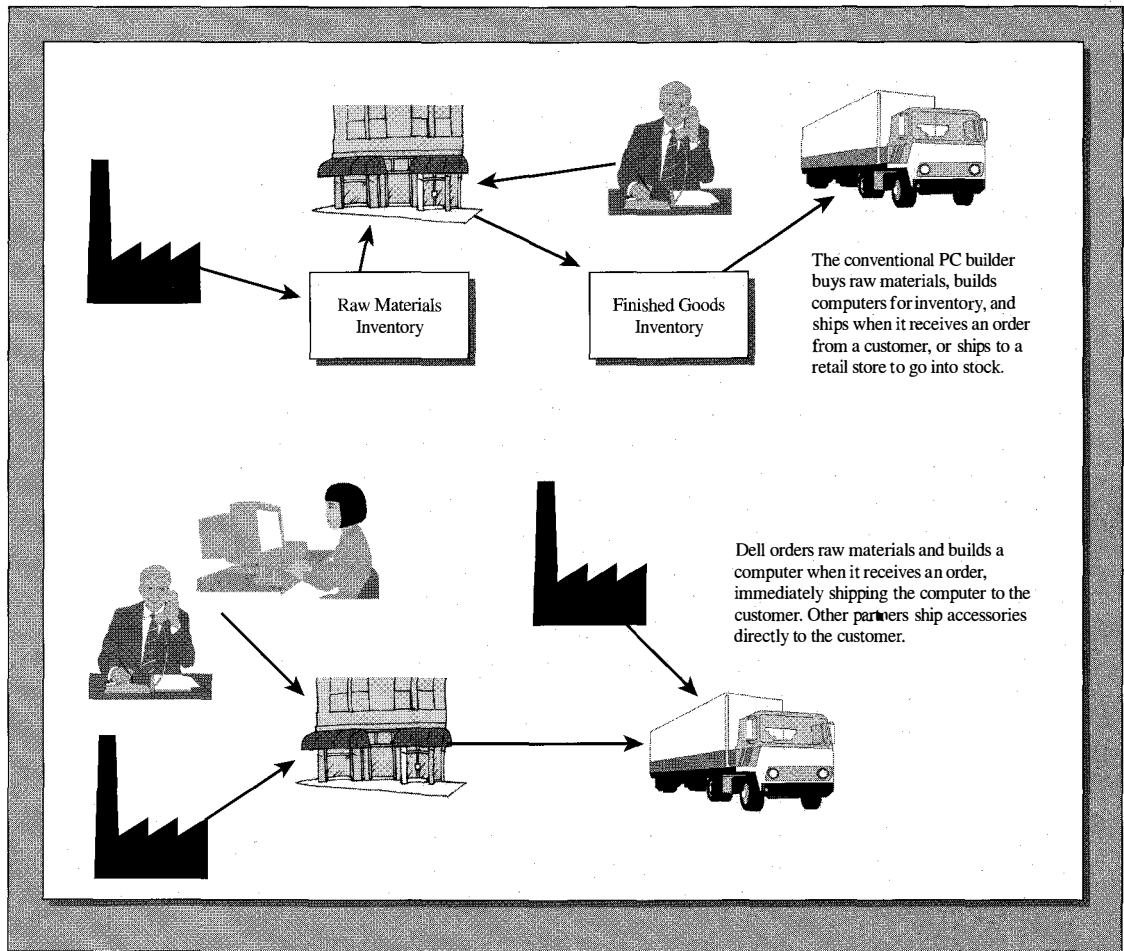 Raw Materials
Inventory
Finished Goods
Inventory
The conventional PC builder
buys raw materials, builds
computers for inventory, and
ships when it receives an order
from a customer, or ships to a
retail store to go into stock.
Dell orders raw materials and builds a
computer when it receives an order,
immediately shipping the computer to the
customer. Other partners ship accessories
directly to the customer.